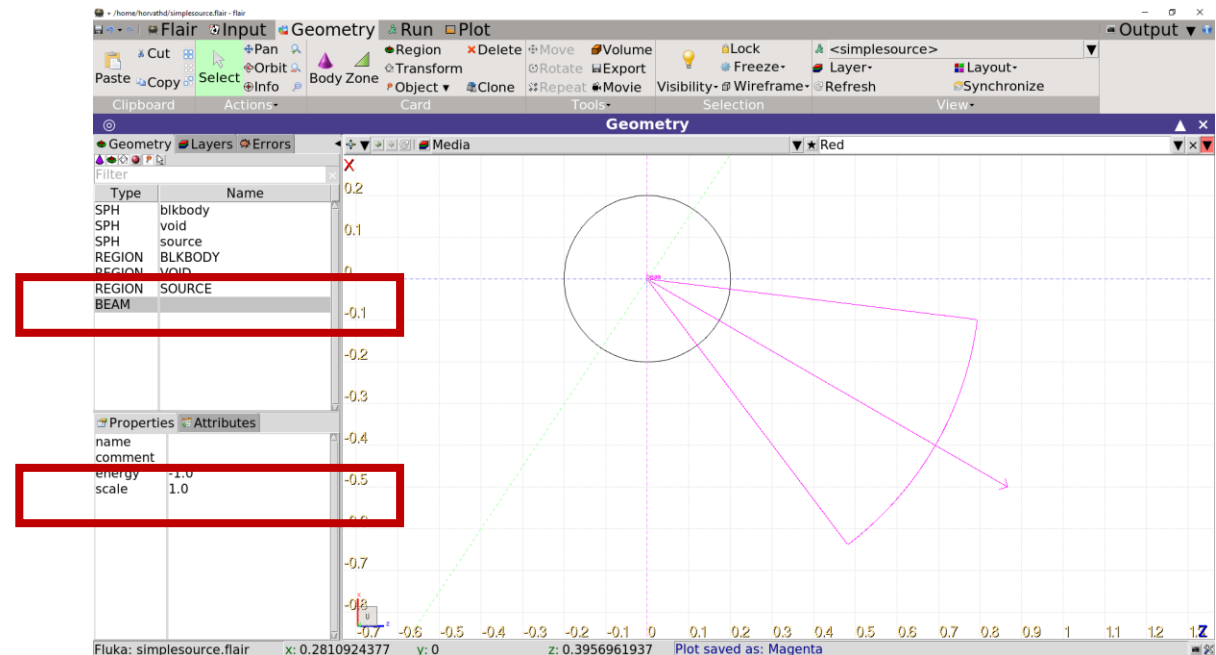 + /home/horvathd/simplesource.flair - flair
Flair Input Geometry Run Plot Output
Paste Cut Copy Select Pan Orbit Info Body Zone Region Transform Object Delete Clone Move Rotate Repeat Volume Export Movie Visibility Lock Freeze Wireframe <simplesource> Layer Refresh Layout Synchronize
Clipboard Actions Card Tools Selection View
Geometry
Geometry Layers Errors Media Red
Filter
Type Name
SPH blkbody
SPH void
SPH source
REGION BLKBODY
REGION VOID
REGION SOURCE
BEAM
Properties Attributes
name
comment
energy -1.0
scale 1.0
X
0.2
0.1
0
-0.1
-0.2
-0.3
-0.4
-0.5
-0.7
-0.8
beam
U
x
z
-0.7 -0.6 -0.5 -0.4 -0.3 -0.2 -0.1 0 0.1 0.2 0.3 0.4 0.5 0.6 0.7 0.8 0.9 1 1.1 1.2 Z
Fluka: simplesource.flair x: 0.2810924377 y: 0 z: 0.3956961937 Plot saved as: Magenta